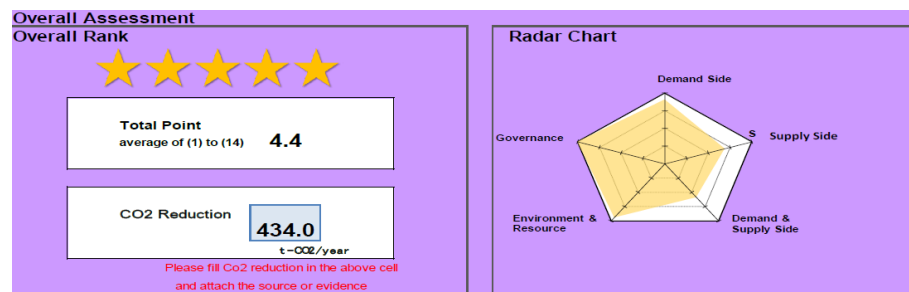 Overall Assessment
Overall Rank
Total Point
average of (1) to (14)
4.4
CO2 Reduction
434.0
t-CO2/year
Please fill Co2 reduction in the above cell
and attach the source or evidence
Radar Chart
Demand Side
S
Supply Side
Demand &
Supply Side
Environment &
Resource
Governance